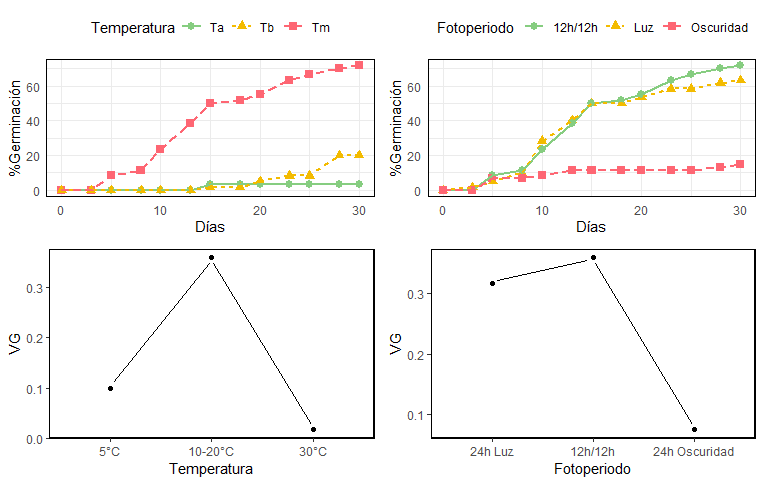 Temperatura Ta Tb Tm
%Germinación
60
40
20
0
0 10 20 30
Días
Fotoperiodo 12h/12h Luz Oscuridad
%Germinación
60
40
20
0
0 10 20 30
Días
VG
0.3
0.2
0.1
0.0
5°C 10-20°C 30°C
Temperatura
VG
0.3
0.2
0.1
24h Luz 12h/12h 24h Oscuridad
Fotoperiodo